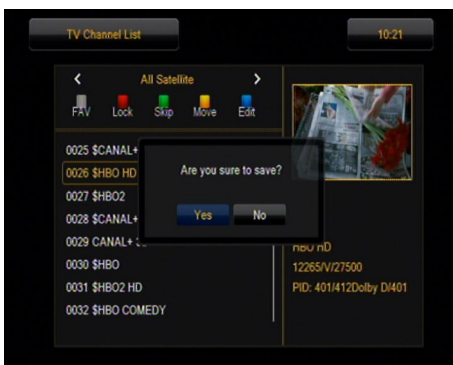 TV Channel List
10:21
All Satellite
FAV Lock Skip Move Edit
0025 $CANAL+
0026 $HBO HD
0027 $HBO2
0028 $CANAL+
0029 CANAL+
0030 $HBO
0031 $HBO2 HD
0032 $HBO COMEDY
Are you sure to save?
Yes No
HBO HD
12265/V/27500
PID: 401/412Dolby D/401